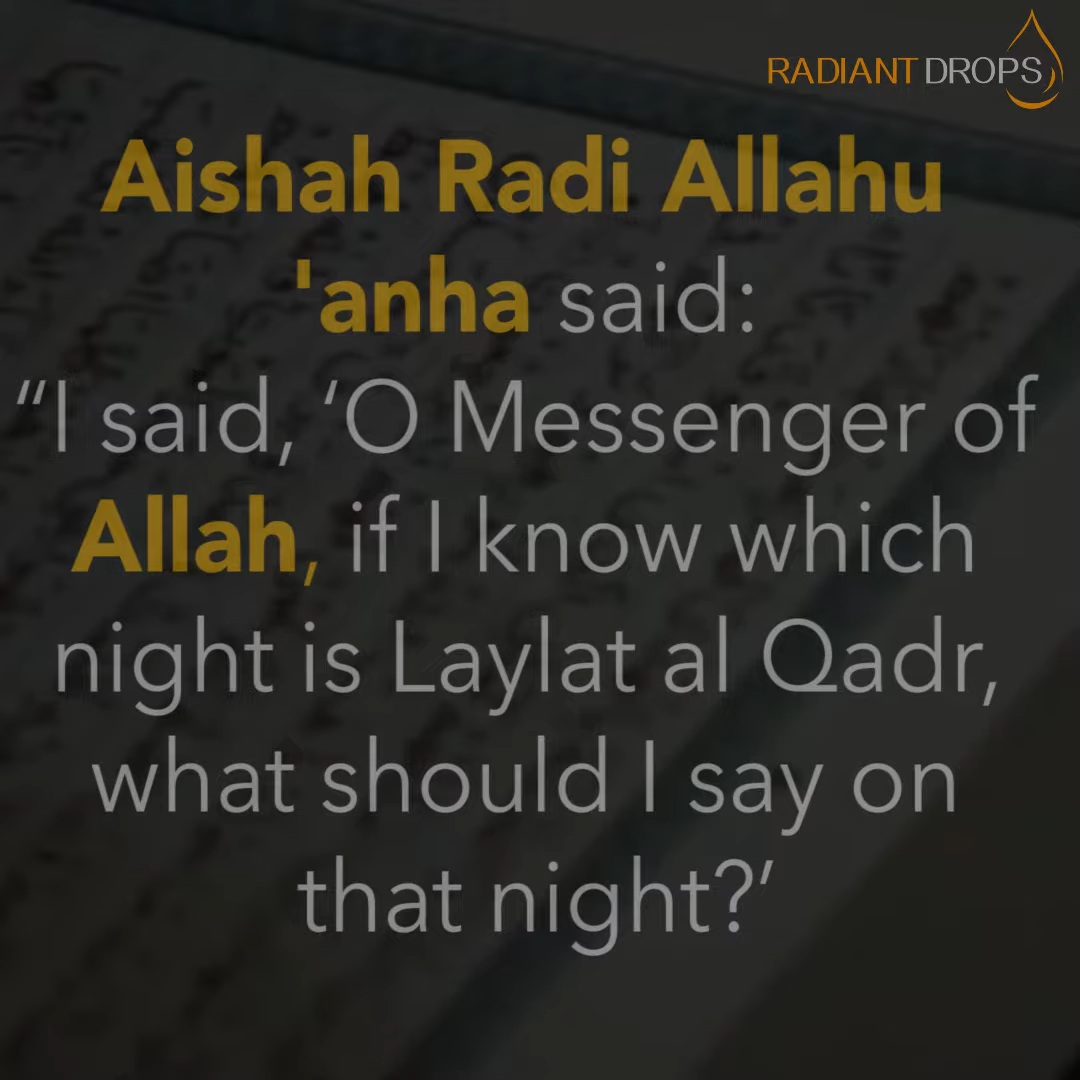 RADIANT DROPS
Aishah Radi Allahu
'anha said:
“I said, ‘O Messenger of
Allah, if I know which
night is Laylat al Qadr,
what should I say on
that night?’